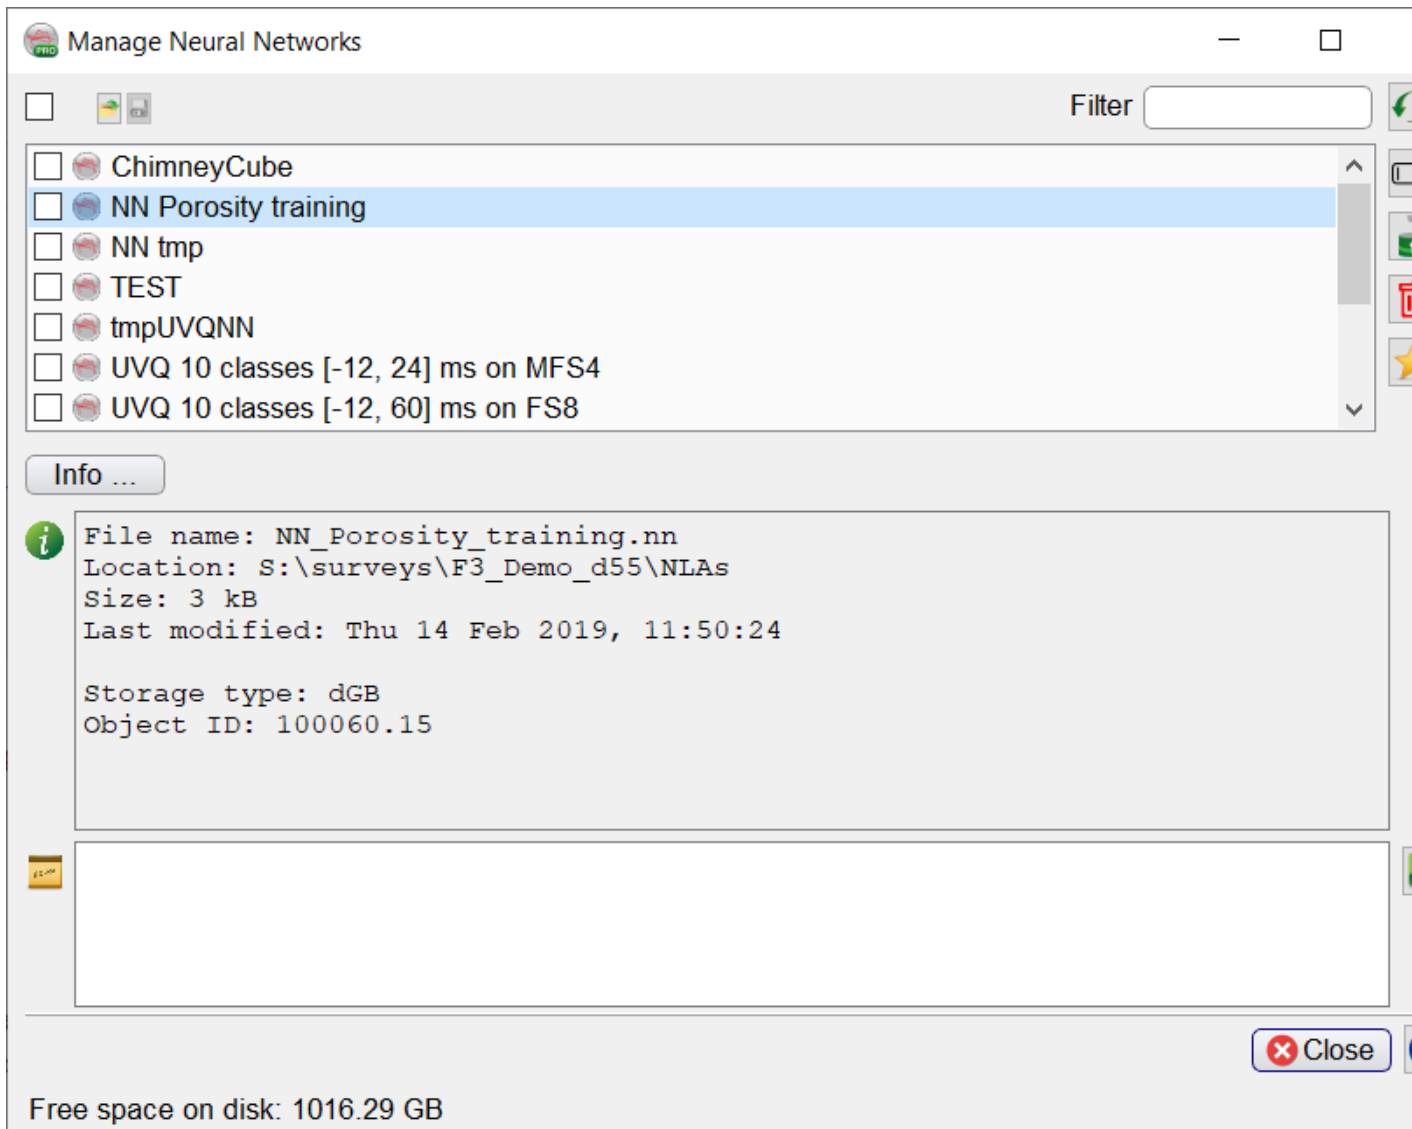 Manage Neural Networks
Filter
ChimneyCube
NN Porosity training
NN tmp
TEST
tmpUVQNN
UVQ 10 classes [-12, 24] ms on MFS4
UVQ 10 classes [-12, 60] ms on FS8
Info ...
File name: NN_Porosity_training.nn
Location: S:\surveys\F3_Demo_d55\NLAs
Size: 3 kB
Last modified: Thu 14 Feb 2019, 11:50:24
Storage type: dGB
Object ID: 100060.15
Close
Free space on disk: 1016.29 GB